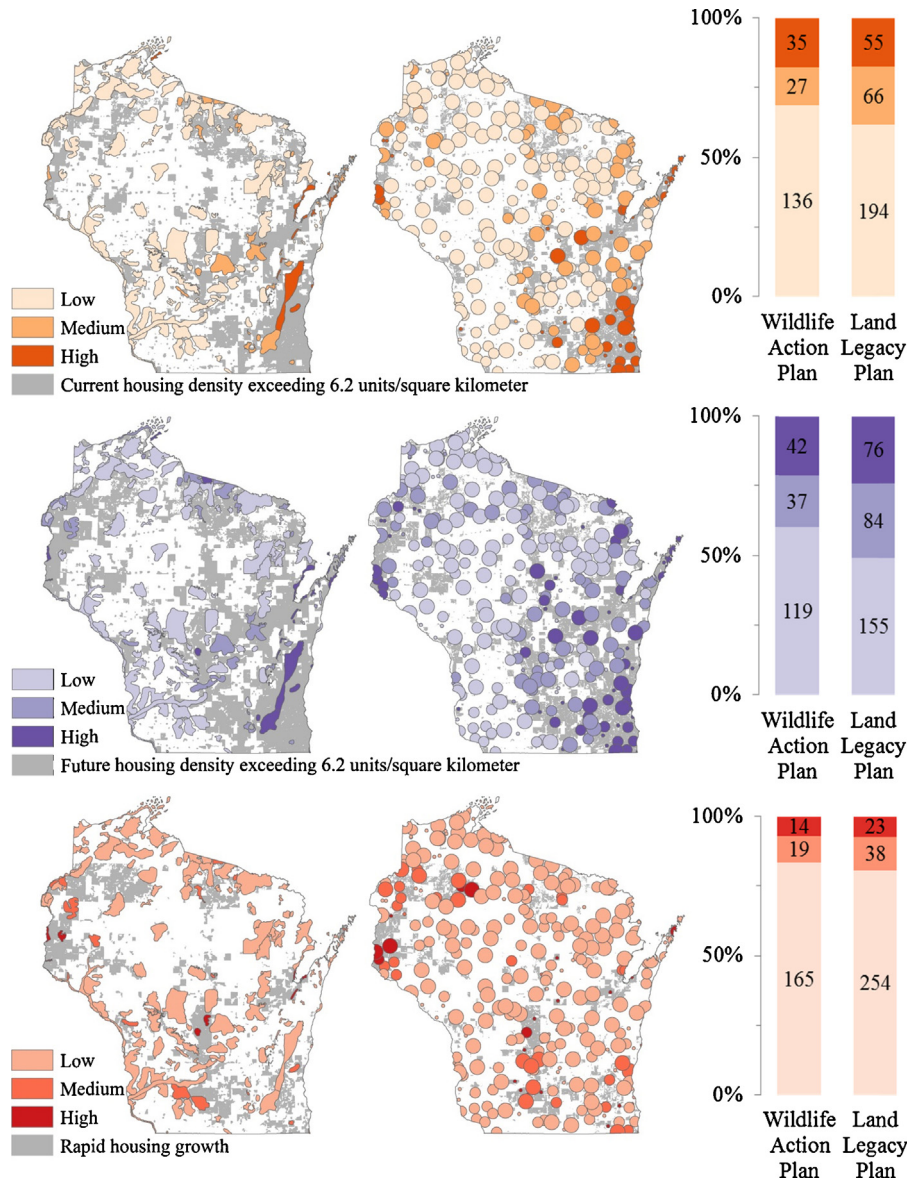 100%
35
55
27
66
50%
136
194
0%
Low
Medium
High
Current housing density exceeding 6.2 units/square kilometer
Wildlife Action Plan
Land Legacy Plan
100%
42
76
37
84
50%
119
155
0%
Low
Medium
High
Future housing density exceeding 6.2 units/square kilometer
Wildlife Action Plan
Land Legacy Plan
100%
14
23
19
38
50%
165
254
0%
Low
Medium
High
Rapid housing growth
Wildlife Action Plan
Land Legacy Plan